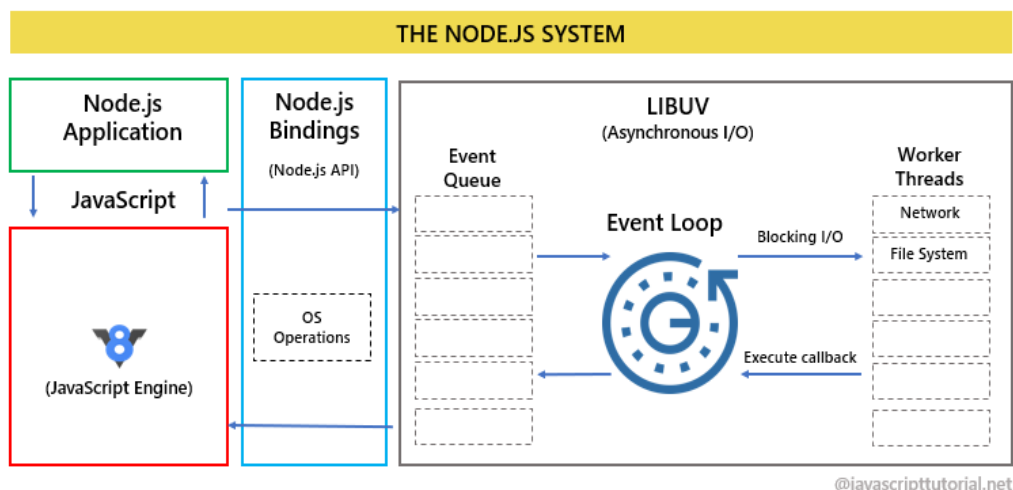 THE NODE.JS SYSTEM
Node.js
Application
JavaScript
8
(JavaScript Engine)
Node.js
Bindings
(Node.js API)
OS
Operations
LIBUV
(Asynchronous I/O)
Event
Queue
Event Loop
Blocking I/O
Execute callback
Worker
Threads
Network
File System
@javascripttutorial.net